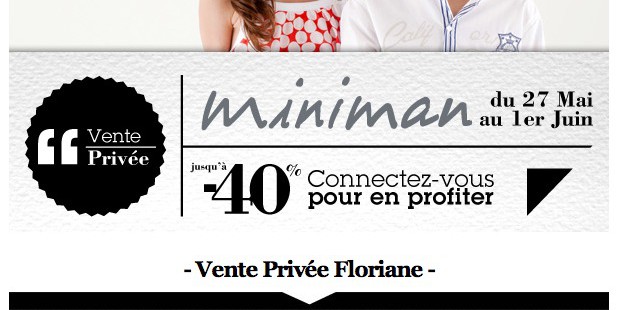 Vente
Privée
miniman
du 27 Mai
au 1er Juin
jusqu'à
-40%
Connectez-vous
pour en profiter
- Vente Privée Floriane -